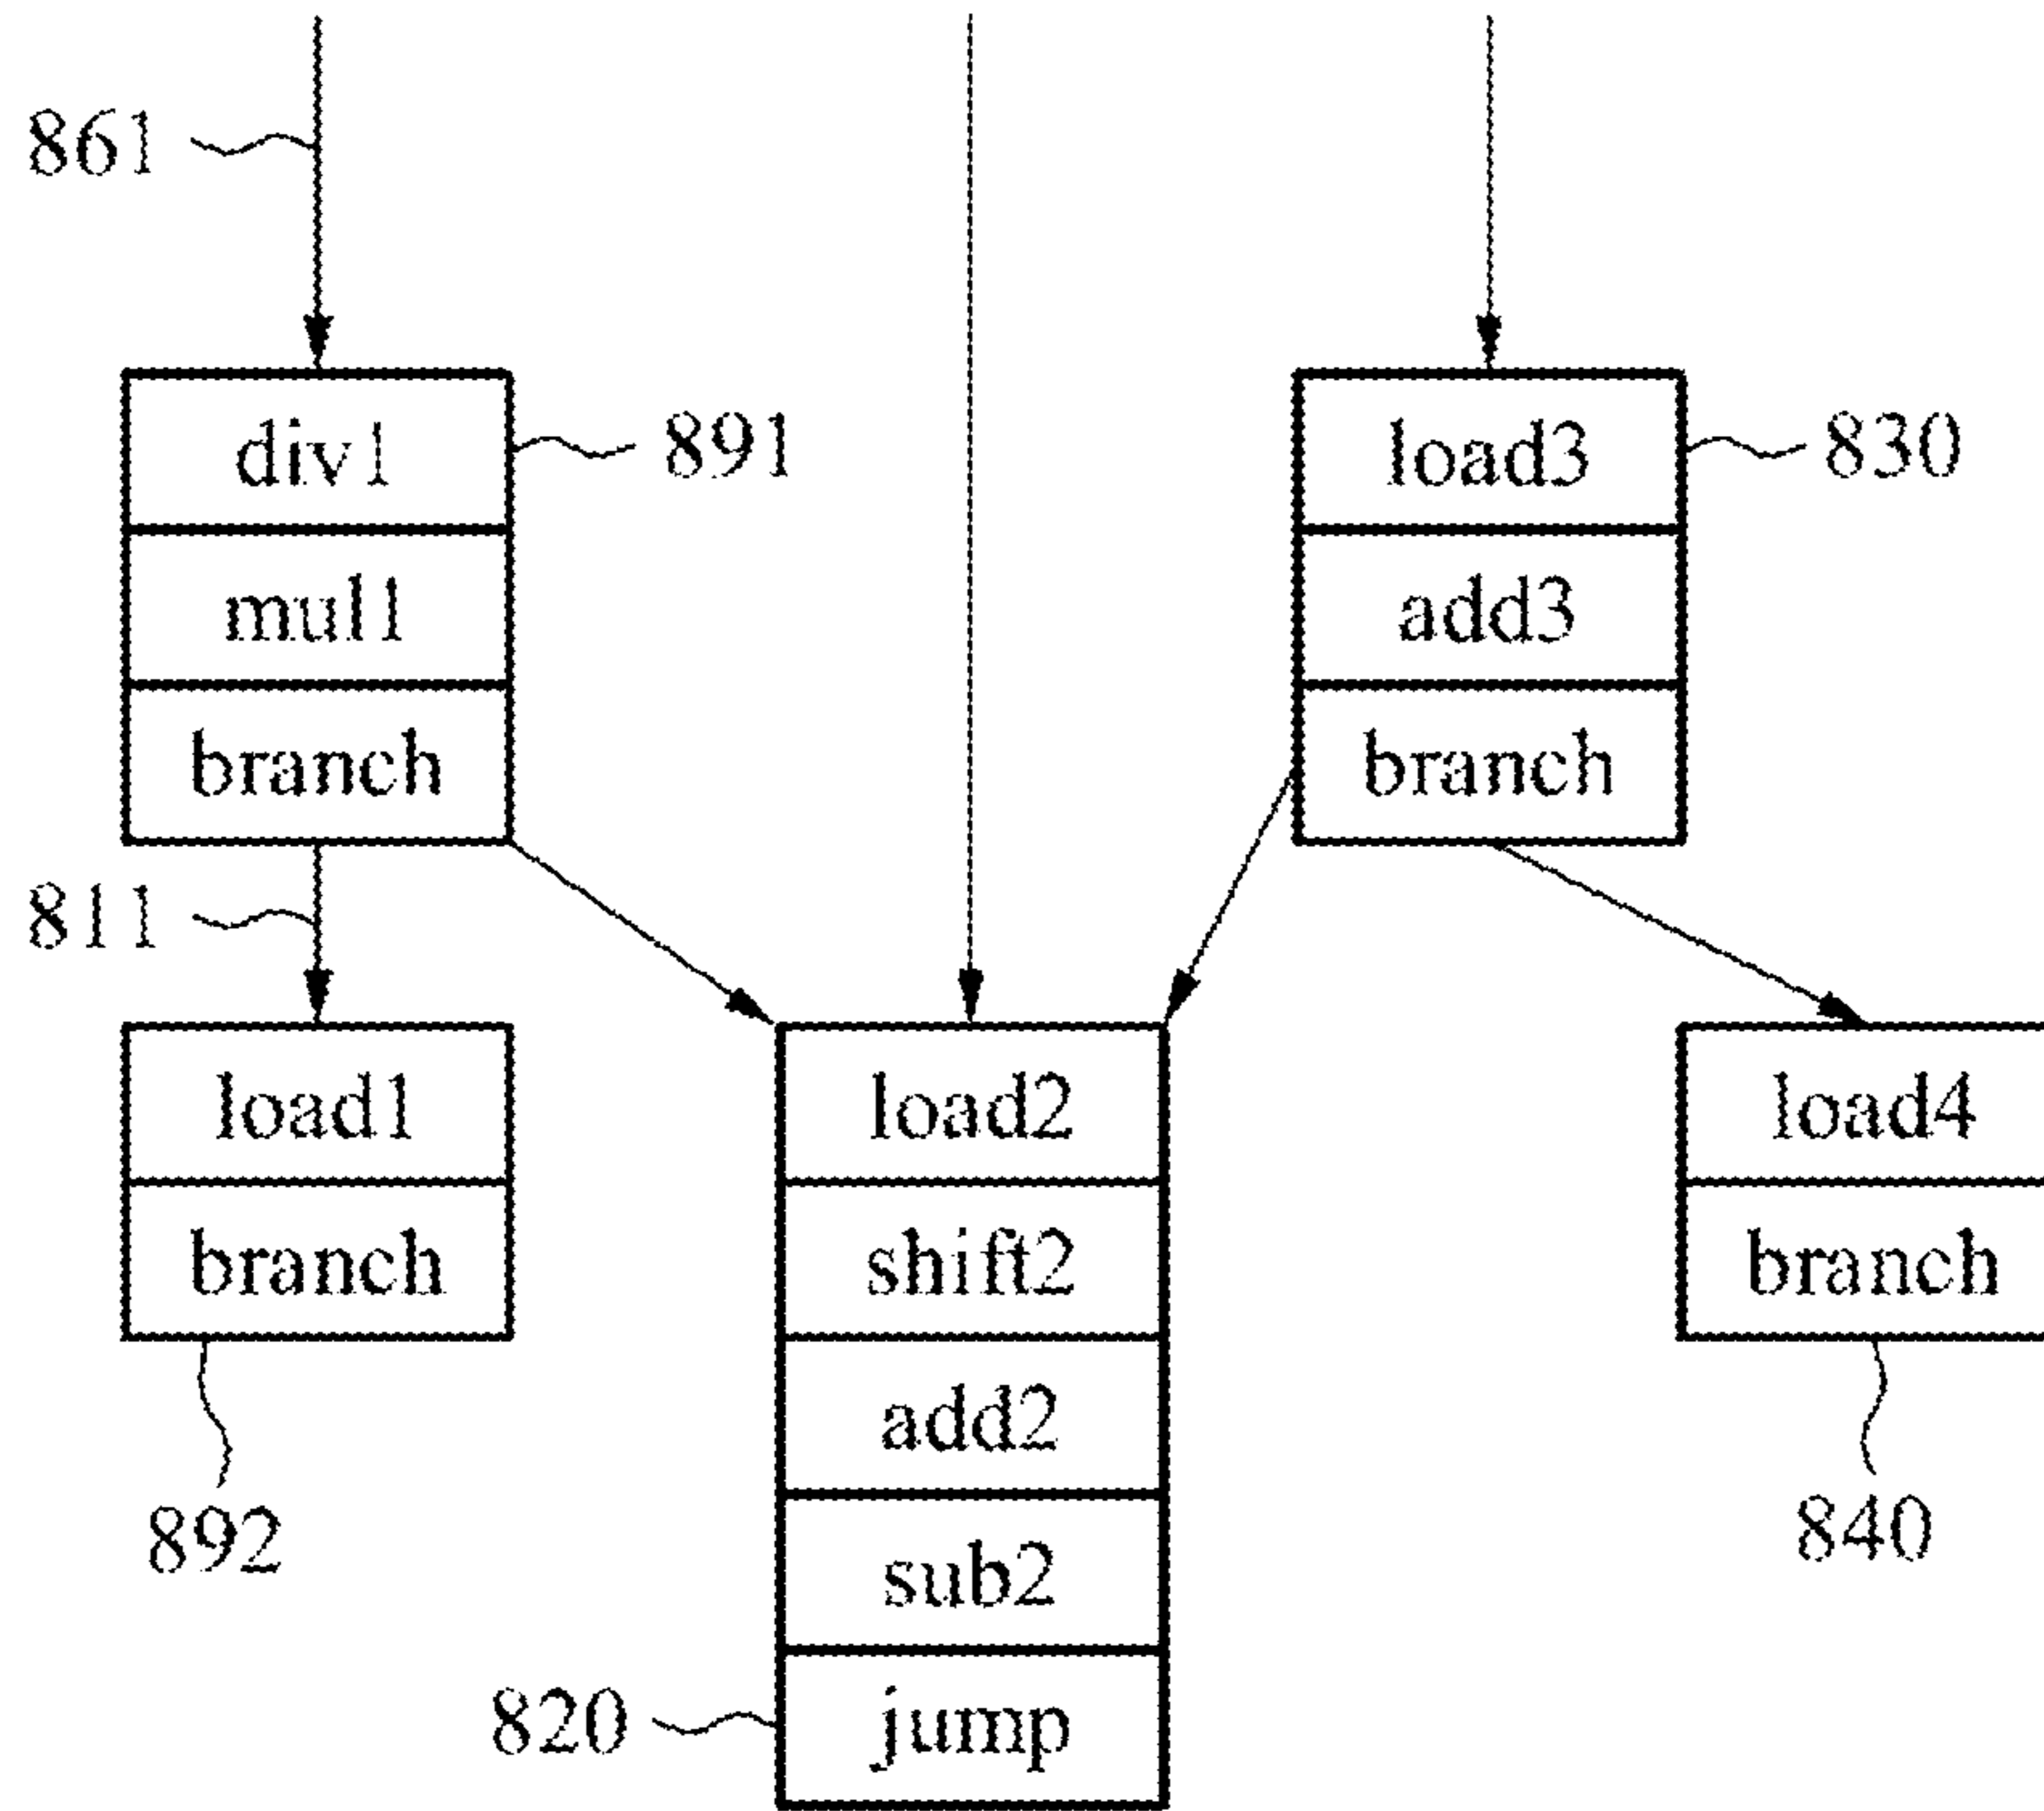 861
div1 891 load3 830
mul1 add3
branch branch
811
load1 load2 load4
branch shift2 branch
add2
892 sub2 840
820 jump